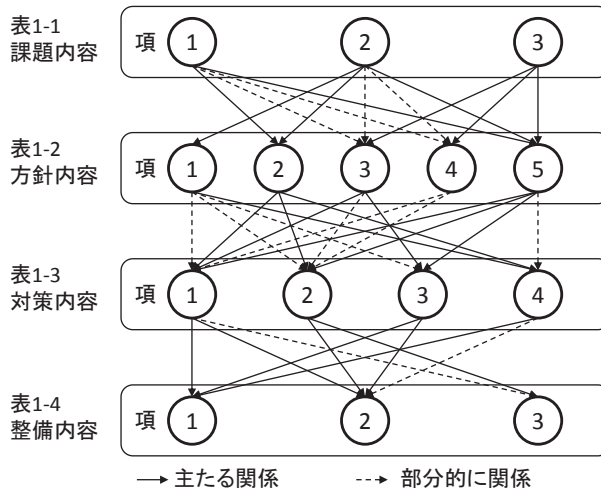 表1-1
課題内容
項 1 2 3
表1-2
方針内容
項 1 2 3 4 5
表1-3
対策内容
項 1 2 3 4
表1-4
整備内容
項 1 2 3
主たる関係 部分的に関係